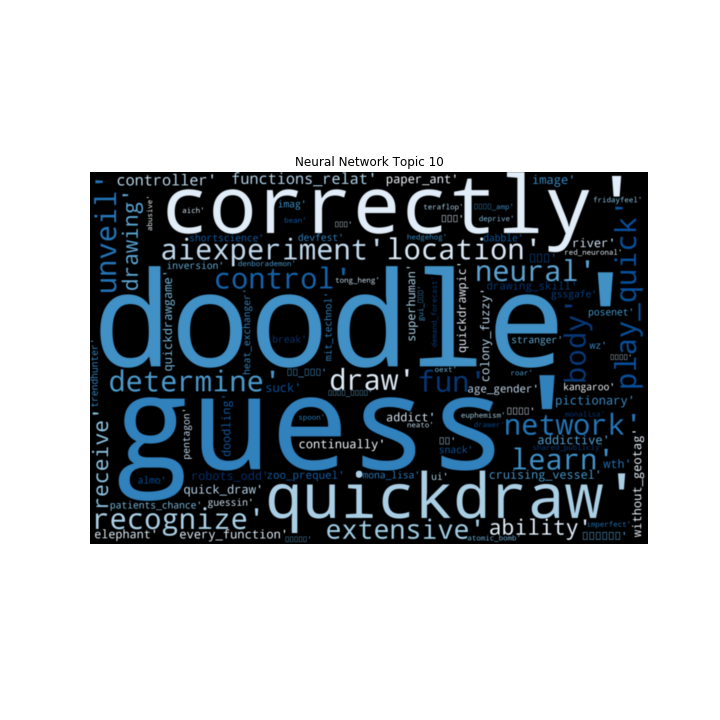 Neural Network Topic 10
controller' functions_relat' paper_ant' image'
unveil' drawing' abusive' aich' imag' teraflop' deprive' fridayfeel'
correctly'
bean'
shortscience' devfest' hedgehog' dabble' river' red_neuronal'
aiexperiment' location'
inversion' denborademon' control' tong_heng' neural'
quickdrawgame' heat_exchanger' mit_technol' superhuman' quickdrawpic' colony_fuzzy' drawing_skill' gssgafe' posenet'
doodle'
break' stranger' wz' body' play_quick'
trendhunter' determine' suck' draw' oext' fun roar' age_gender' kangaroo'
pictionary'
guess'
receive' pentagon' doodling' spoon' addict' neato' euphemism' drawer' monalisa' network'
continually' snack' addictive' shared_publicly'
learn' wth' without_geotag'
almo' robots_odd' zoo_prequel' mona_lisa' ui' cruising_vessel'
quick_draw' quickdraw'
patients_chance' guessin'
recognize' extensive' ability' imperfect'
elephant' every_function' atomic_bomb'